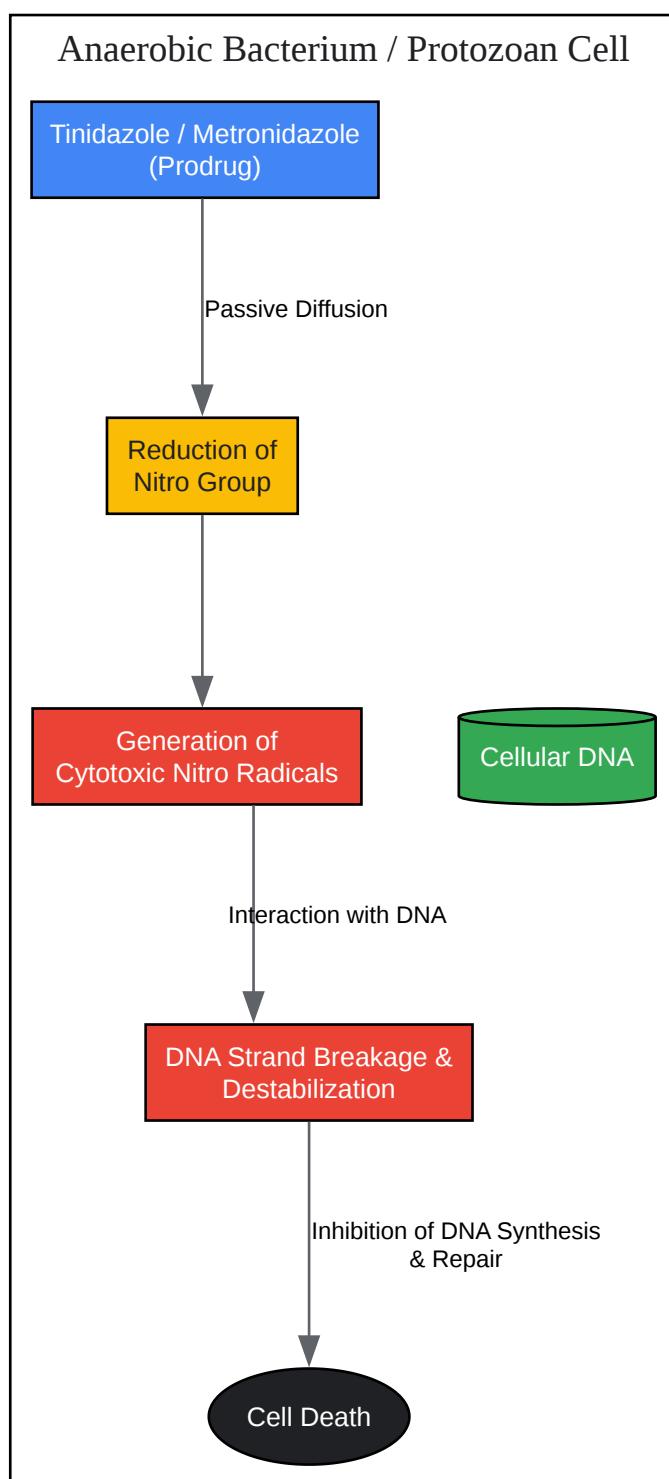 Anaerobic Bacterium / Protozoan Cell
Tinidazole / Metronidazole
(Prodrug)
Passive Diffusion
Reduction of
Nitro Group
Generation of
Cytotoxic Nitro Radicals
Cellular DNA
Interaction with DNA
DNA Strand Breakage &
Destabilization
Inhibition of DNA Synthesis
& Repair
Cell Death